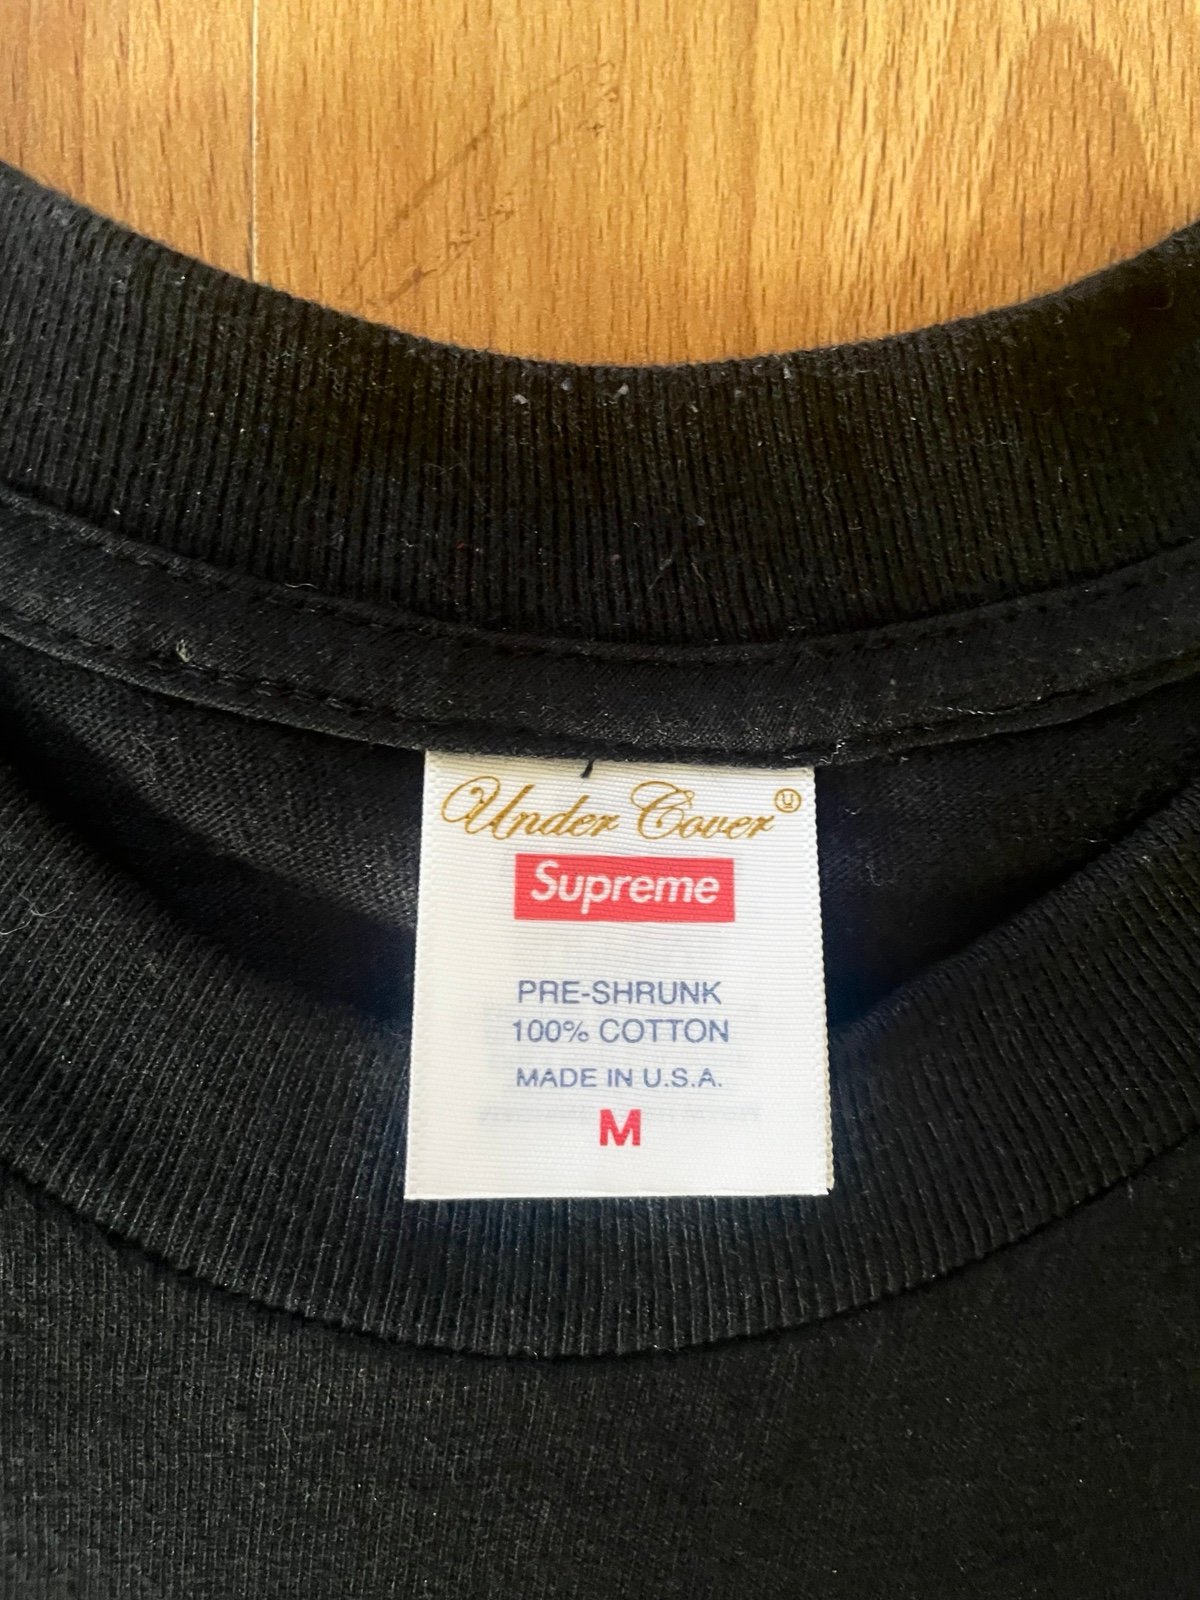 Under Cover Ⓤ
Supreme
PRE-SHRUNK
100% COTTON
MADE IN U.S.A.
M